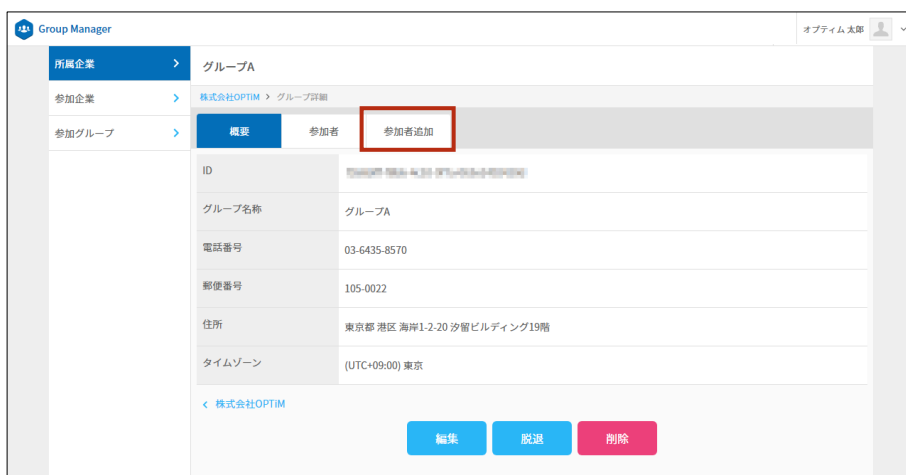 Group Manager
オプティム 太郎
所属企業
参加企業
参加グループ
グループA
株式会社OPTIM > グループ詳細
概要 参加者 参加者追加
ID
グループ名称 グループA
電話番号 03-6435-8570
郵便番号 105-0022
住所 東京都 港区 海岸1-2-20 汐留ビルディング19階
タイムゾーン (UTC+09:00) 東京
< 株式会社OPTiM
編集 脱退 削除